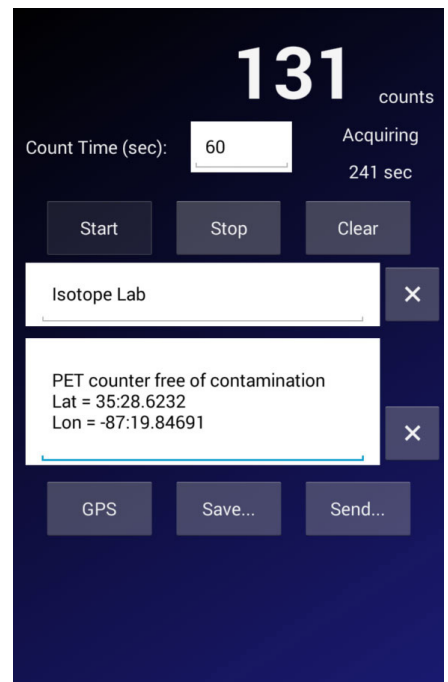 131 counts
Count Time (sec): 60 Acquiring
241 sec
Start Stop Clear
Isotope Lab ×
PET counter free of contamination
Lat = 35:28.6232
Lon = -87:19.84691 ×
GPS Save... Send...